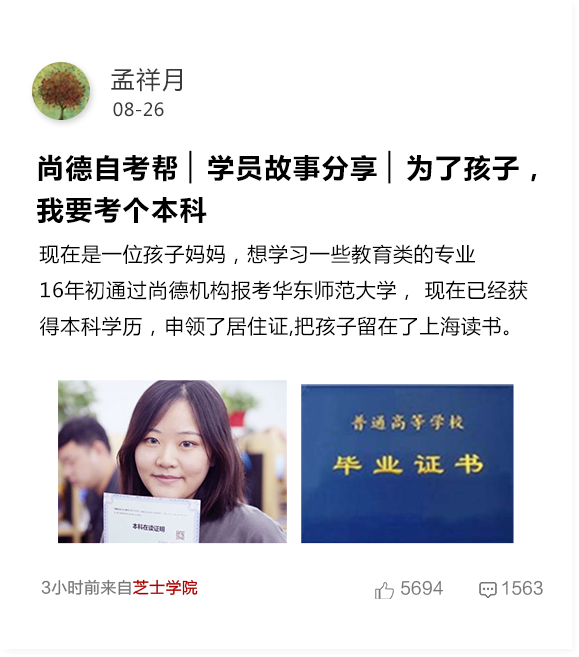 孟祥月
08-26
尚德自考帮│学员故事分享│为了孩子，
我要考个本科
现在是一位孩子妈妈，想学习一些教育类的专业
16年初通过尚德机构报考华东师范大学， 现在已经获
得本科学历，申领了居住证,把孩子留在了上海读书。
本科在读证明
普通高等学校
毕业证书
3小时前来自芝士学院
5694
1563